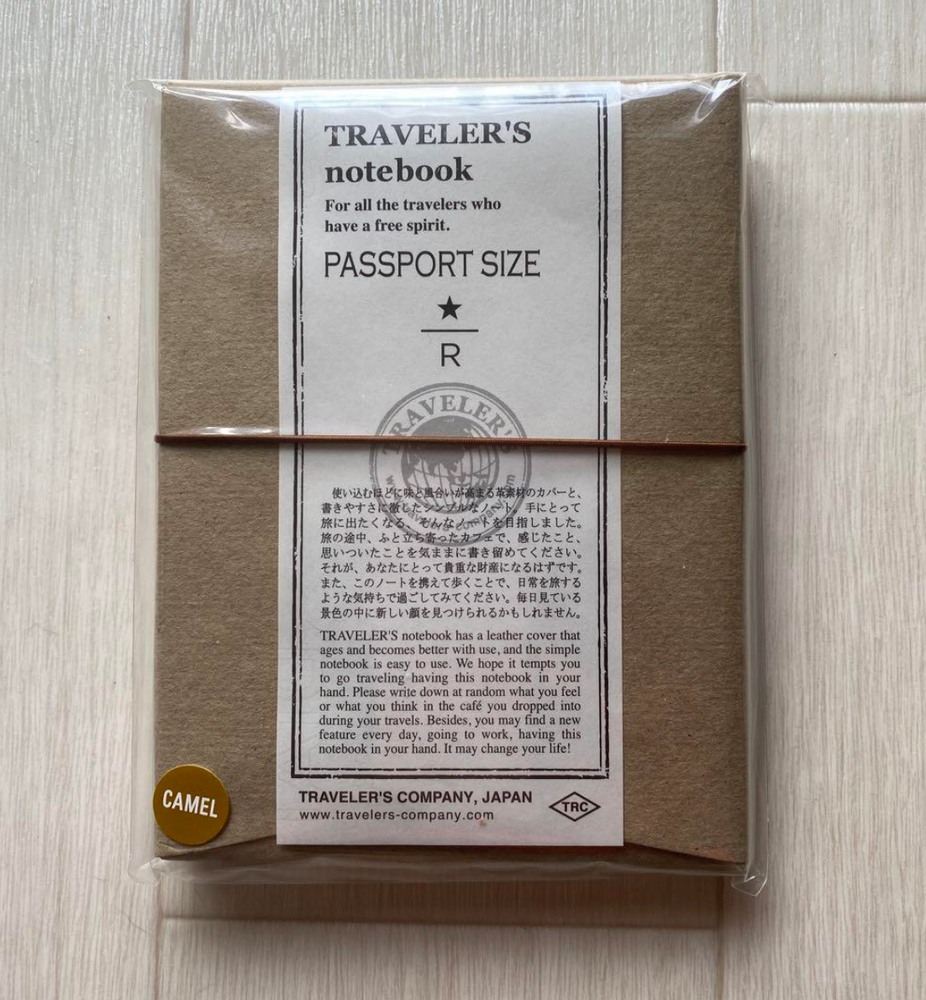 TRAVELER'S
notebook
For all the travelers who
have a free spirit.
PASSPORT SIZE
★
R
TRAVELER'S
www.travelers-company.com
使い込むほどに味と風合いが高まる革素材のカバーと、
書きやすさに徹したシンプルなノート。手にとって
旅に出たくなる、そんなノートを目指しました。
旅の途中、ふと立ち寄ったカフェで、感じたこと、
思いついたことを気ままに書き留めてください。
それが、あなたにとって貴重な財産になるはずです。
また、このノートを携えて歩くことで、日常を旅する
ような気持ちで過ごしてみてください。毎日見ている
景色の中に新しい顔を見つけられるかもしれません。
TRAVELER'S notebook has a leather cover that
ages and becomes better with use, and the simple
notebook is easy to use. We hope it tempts you
to go traveling having this notebook in your
hand. Please write down at random what you feel
or what you think in the café you dropped into
during your travels. Besides, you may find a new
feature every day, going to work, having this
notebook in your hand. It may change your life!
CAMEL
TRAVELER'S COMPANY, JAPAN
www.travelers-company.com
TRC